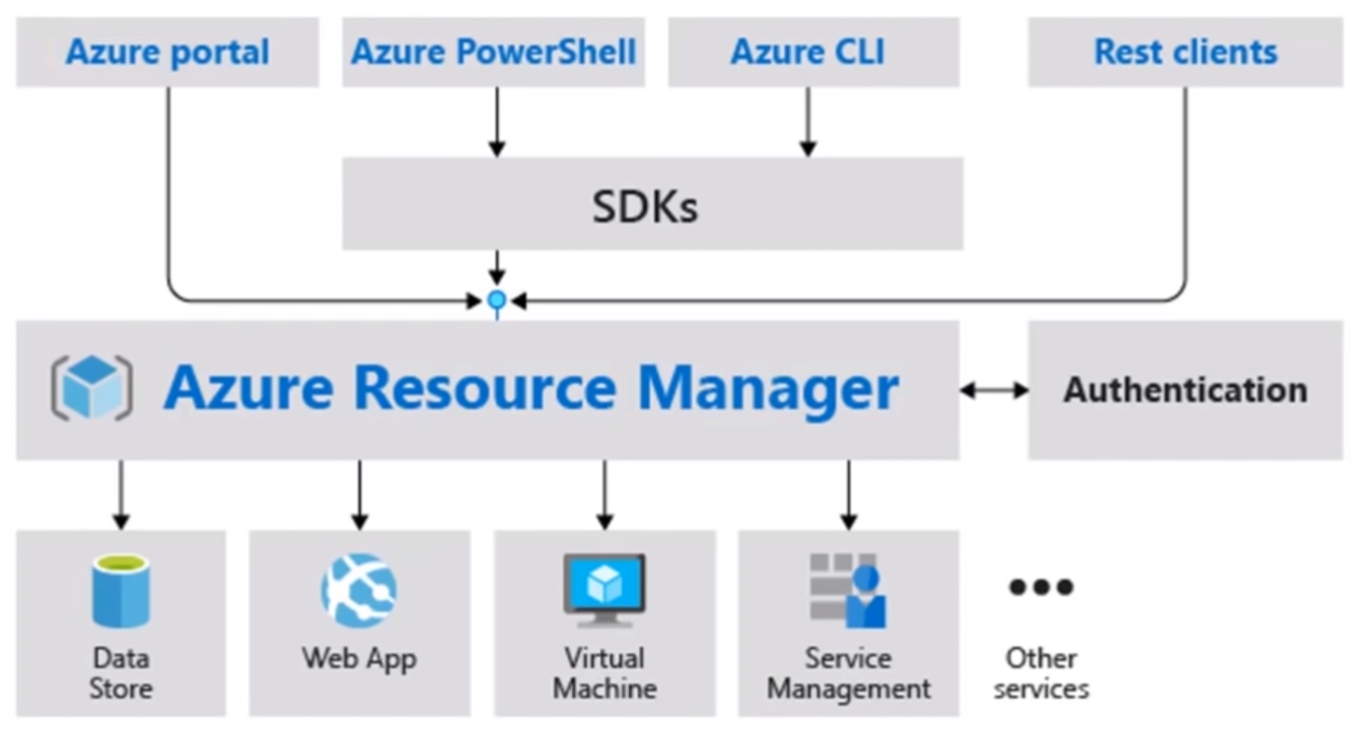 Azure portal
Azure PowerShell
Azure CLI
Rest clients
SDKs
Azure Resource Manager
Authentication
Data
Store
Web App
Virtual
Machine
Service
Management
Other
services